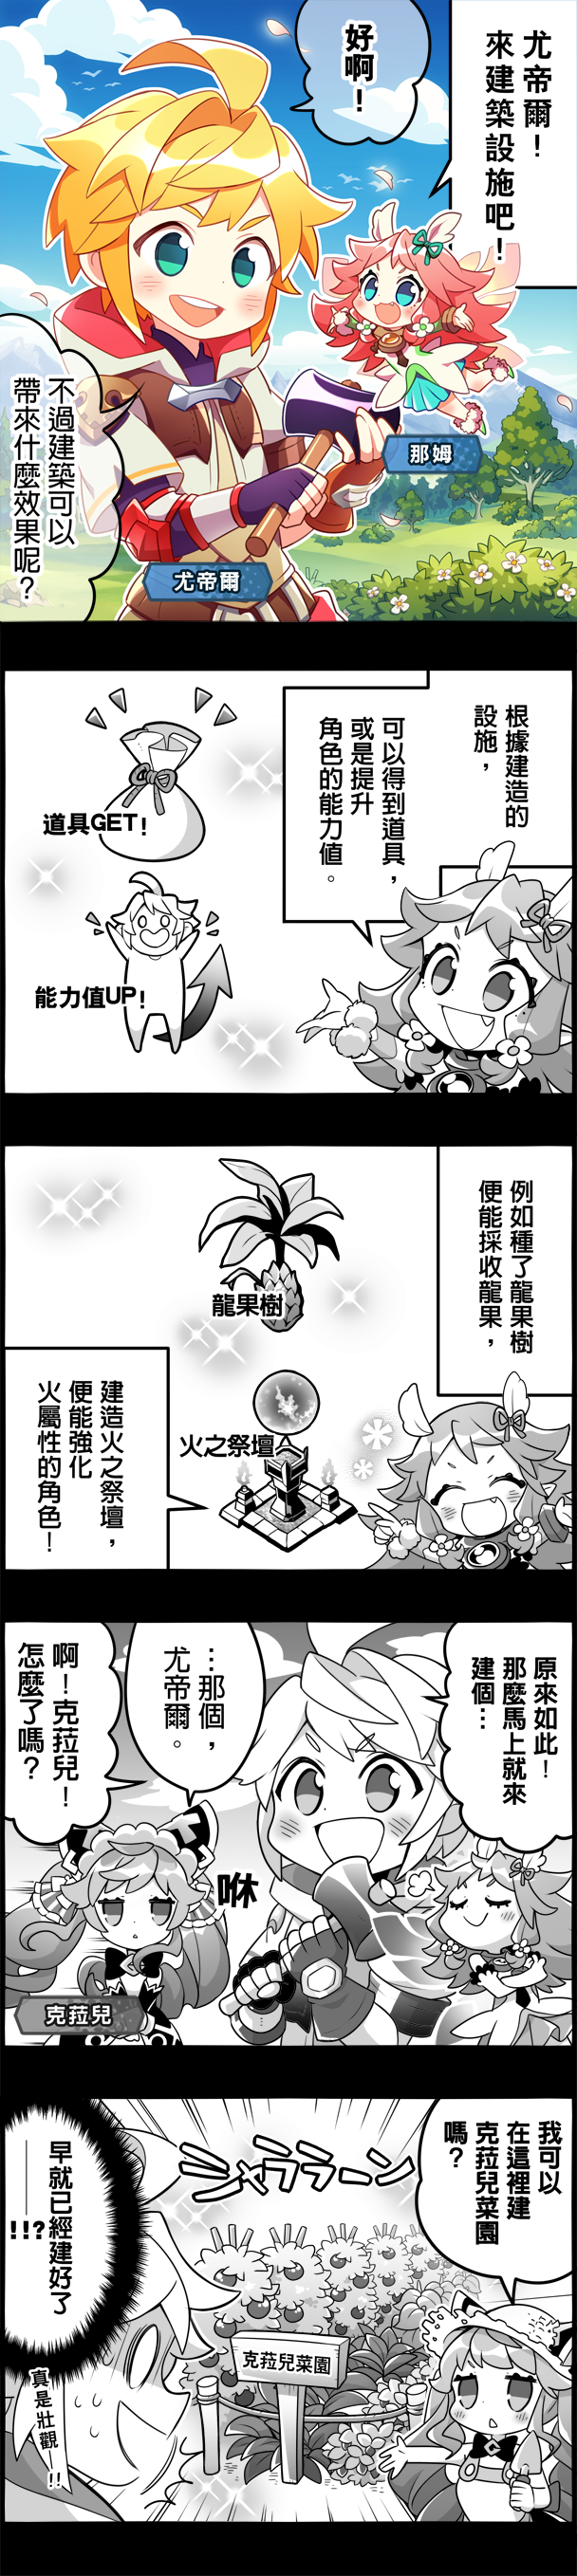 尤帝爾！
來建築設施吧！
好啊！
不過建築可以
帶來什麼效果呢？
那姆
尤帝爾
根據建造的
設施，
可以得到道具，
或是提升
角色的能力值。
道具GET!
能力值UP!
例如種了龍果樹
便能採收龍果，
龍果樹
火之祭壇
建造火之祭壇，
便能強化
火屬性的角色！
原來如此！
那麼馬上就來
建個…
…那個，
尤帝爾。
啊！克菈兒！
怎麼了嗎？
咻
克菈兒
我可以
在這裡建
克菈兒菜園
嗎？
シャララーン
克菈兒菜園
早就已經建好了
──!!?
真是壯觀─!!